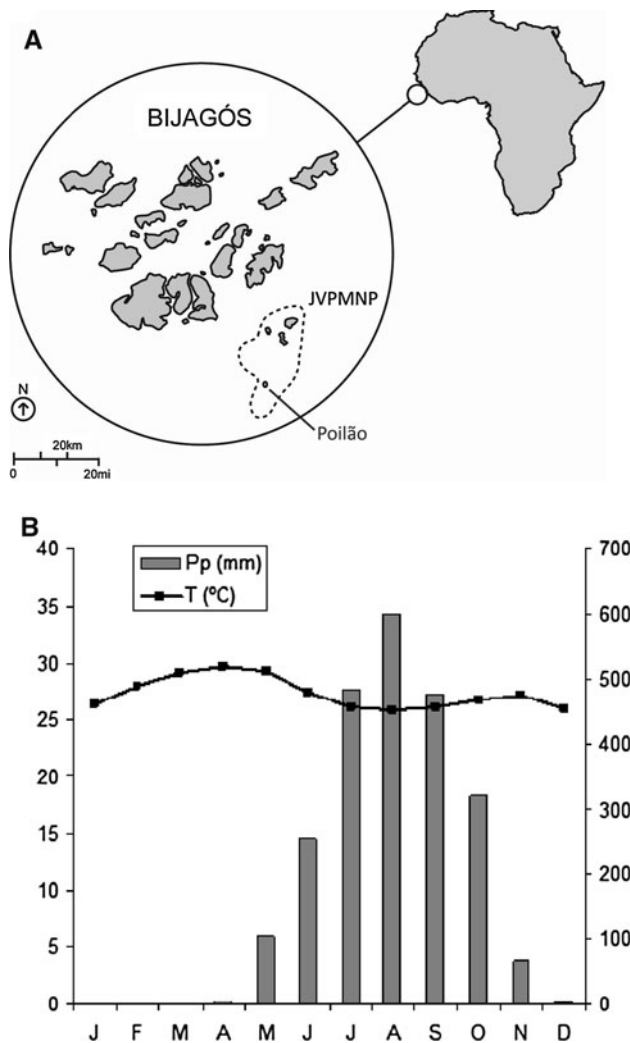 A
BIJAGÓS
JVPMNP
Poilão
N
20km
0 20mi
B
Pp (mm)
T (ºC)
40 700
35 600
30 500
25 400
20 300
15 200
10 100
5 0
0
J F M A M J J A S O N D